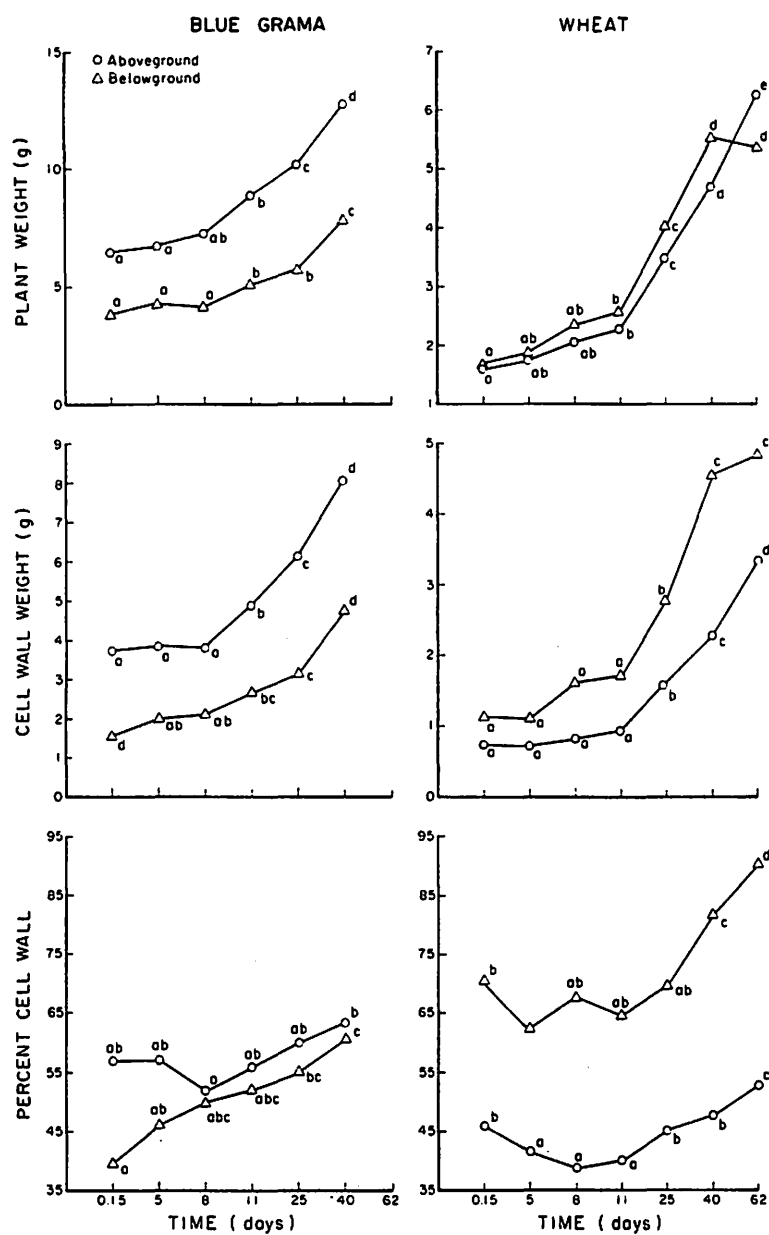 BLUE GRAMA
WHEAT
Aboveground
Belowground
PLANT WEIGHT (g)
15
10
5
0
a a ab b c d
a a a b b c
7
6
5
4
3
2
1
a ab ab b c d d
a ab ab b c a e
CELL WALL WEIGHT (g)
9
8
7
6
5
4
3
2
1
0
a a a b c d
d ab ab bc c d
5
4
3
2
1
0
a a a a b c c
a a a a b c d
PERCENT CELL WALL
95
85
75
65
55
45
35
ab ab a ab ab b
a ab abc abc bc c
0.15 5 8 11 25 40 62
TIME (days)
95
85
75
65
55
45
35
b ab ab ab c d
b a a a b b c
0.15 5 8 11 25 40 62
TIME (days)